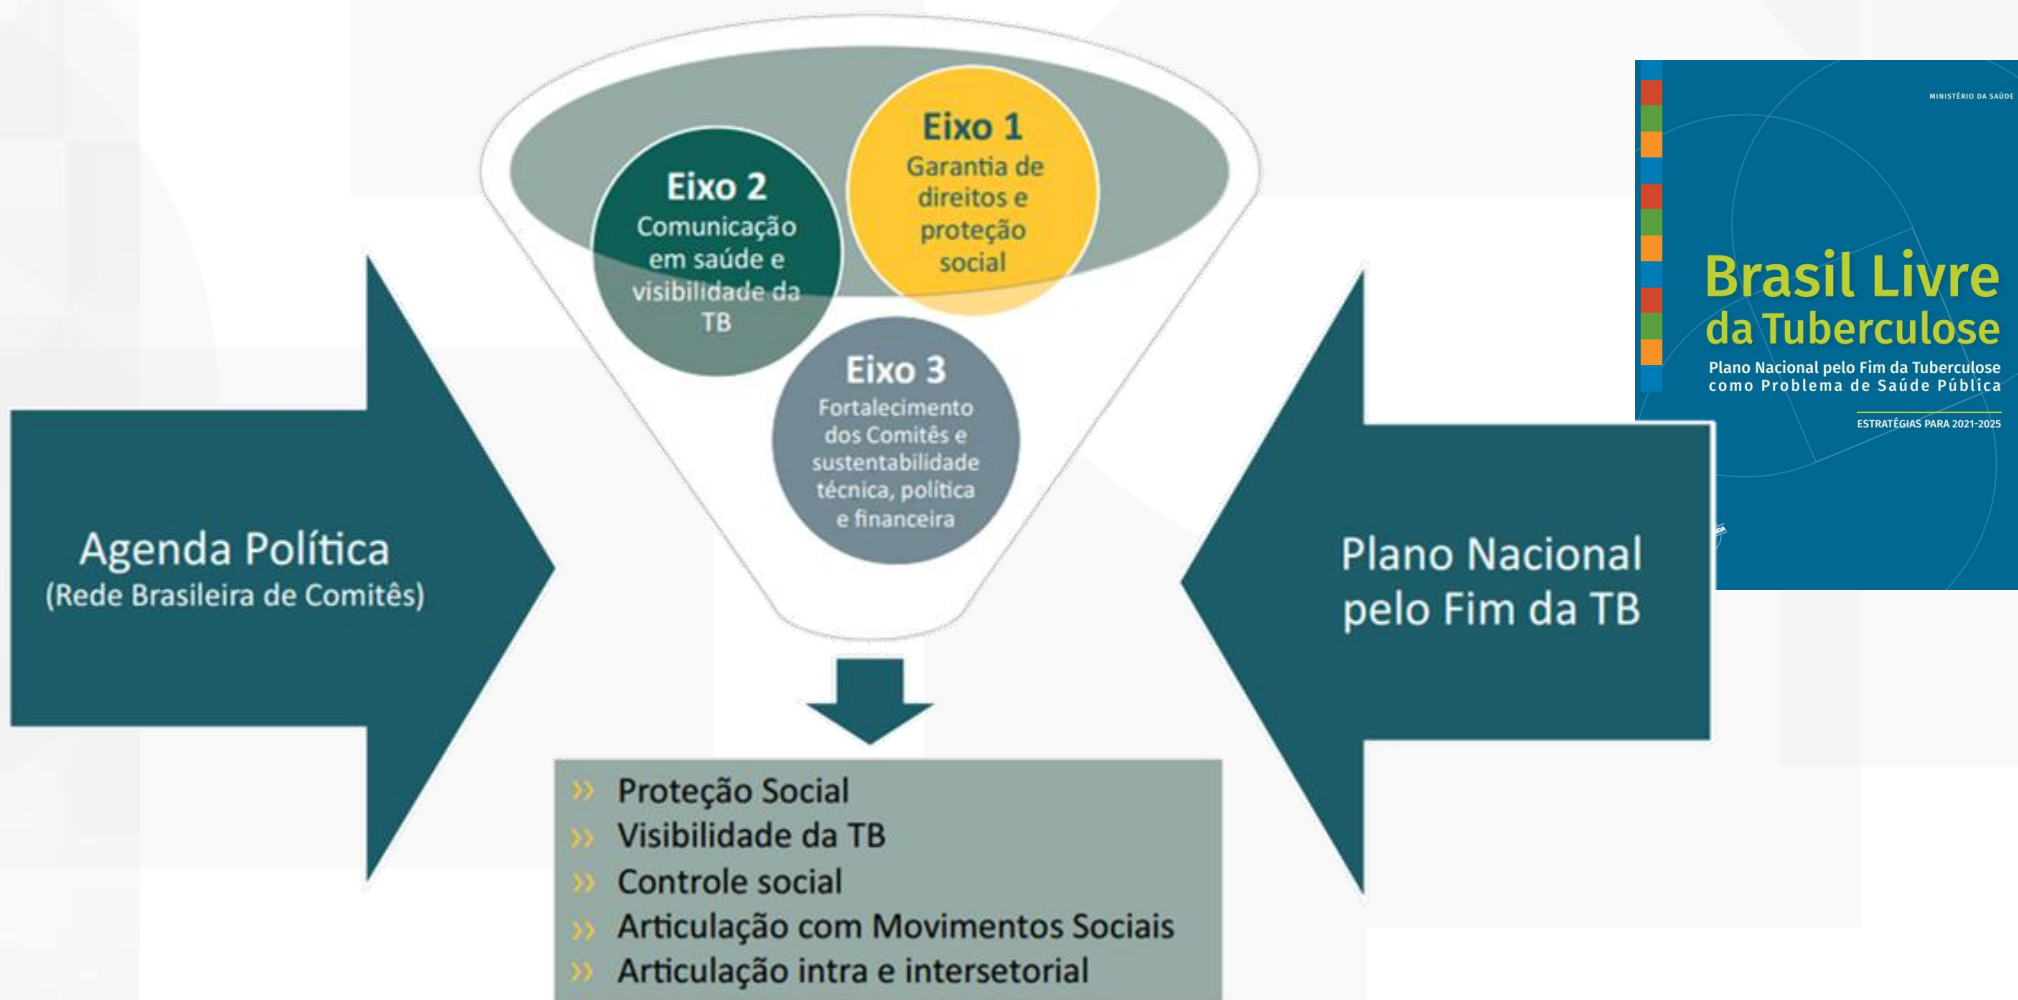 Eixo 1
Garantia de
direitos e
proteção
social
Eixo 2
Comunicação
em saúde e
visibilidade da
TB
Eixo 3
Fortalecimento
dos Comitês e
sustentabilidade
técnica, política
e financeira
Agenda Política
(Rede Brasileira de Comitês)
Plano Nacional
pelo Fim da TB
MINISTÉRIO DA SAÚDE
Brasil Livre
da Tuberculose
Plano Nacional pelo Fim da Tuberculose
como Problema de Saúde Pública
ESTRATÉGIAS PARA 2021-2025
» Proteção Social
» Visibilidade da TB
» Controle social
» Articulação com Movimentos Sociais
» Articulação intra e intersetorial